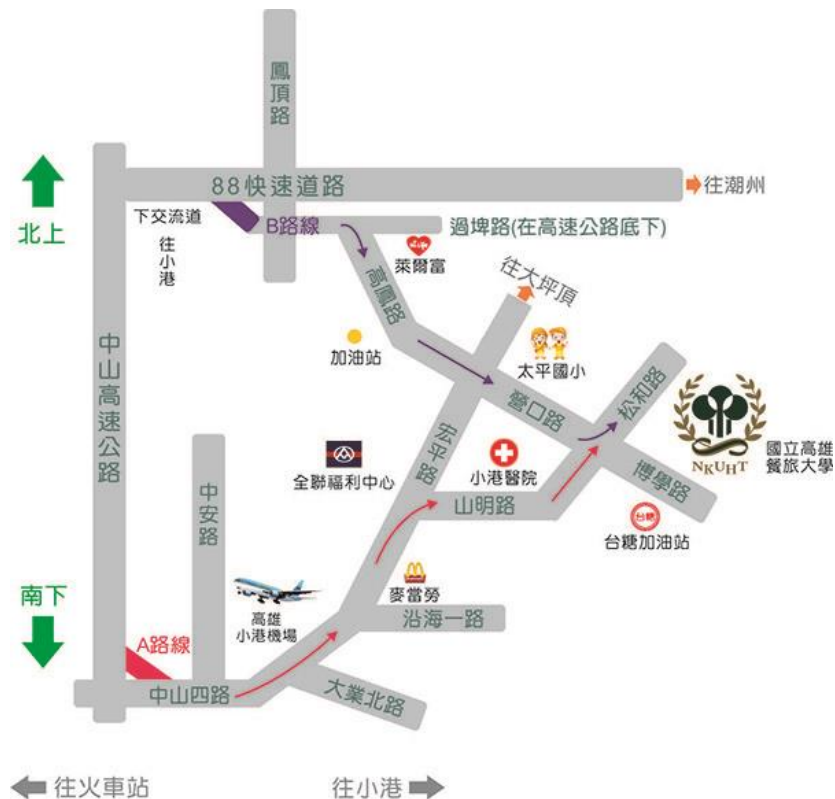 鳳頂路
88快速道路
往潮州
北上
下交流道
往小港
B路線
過埤路(在高速公路底下)
萊爾富
高鳳路
往大坪頂
加油站
太平國小
中山高速公路
營口路
松和路
NKUHT
國立高雄
餐旅大學
宏平路
全聯福利中心
小港醫院
中安路
山明路
博學路
台糖
台糖加油站
南下
高雄
小港機場
麥當勞
沿海一路
A路線
中山四路
大業北路
往火車站
往小港